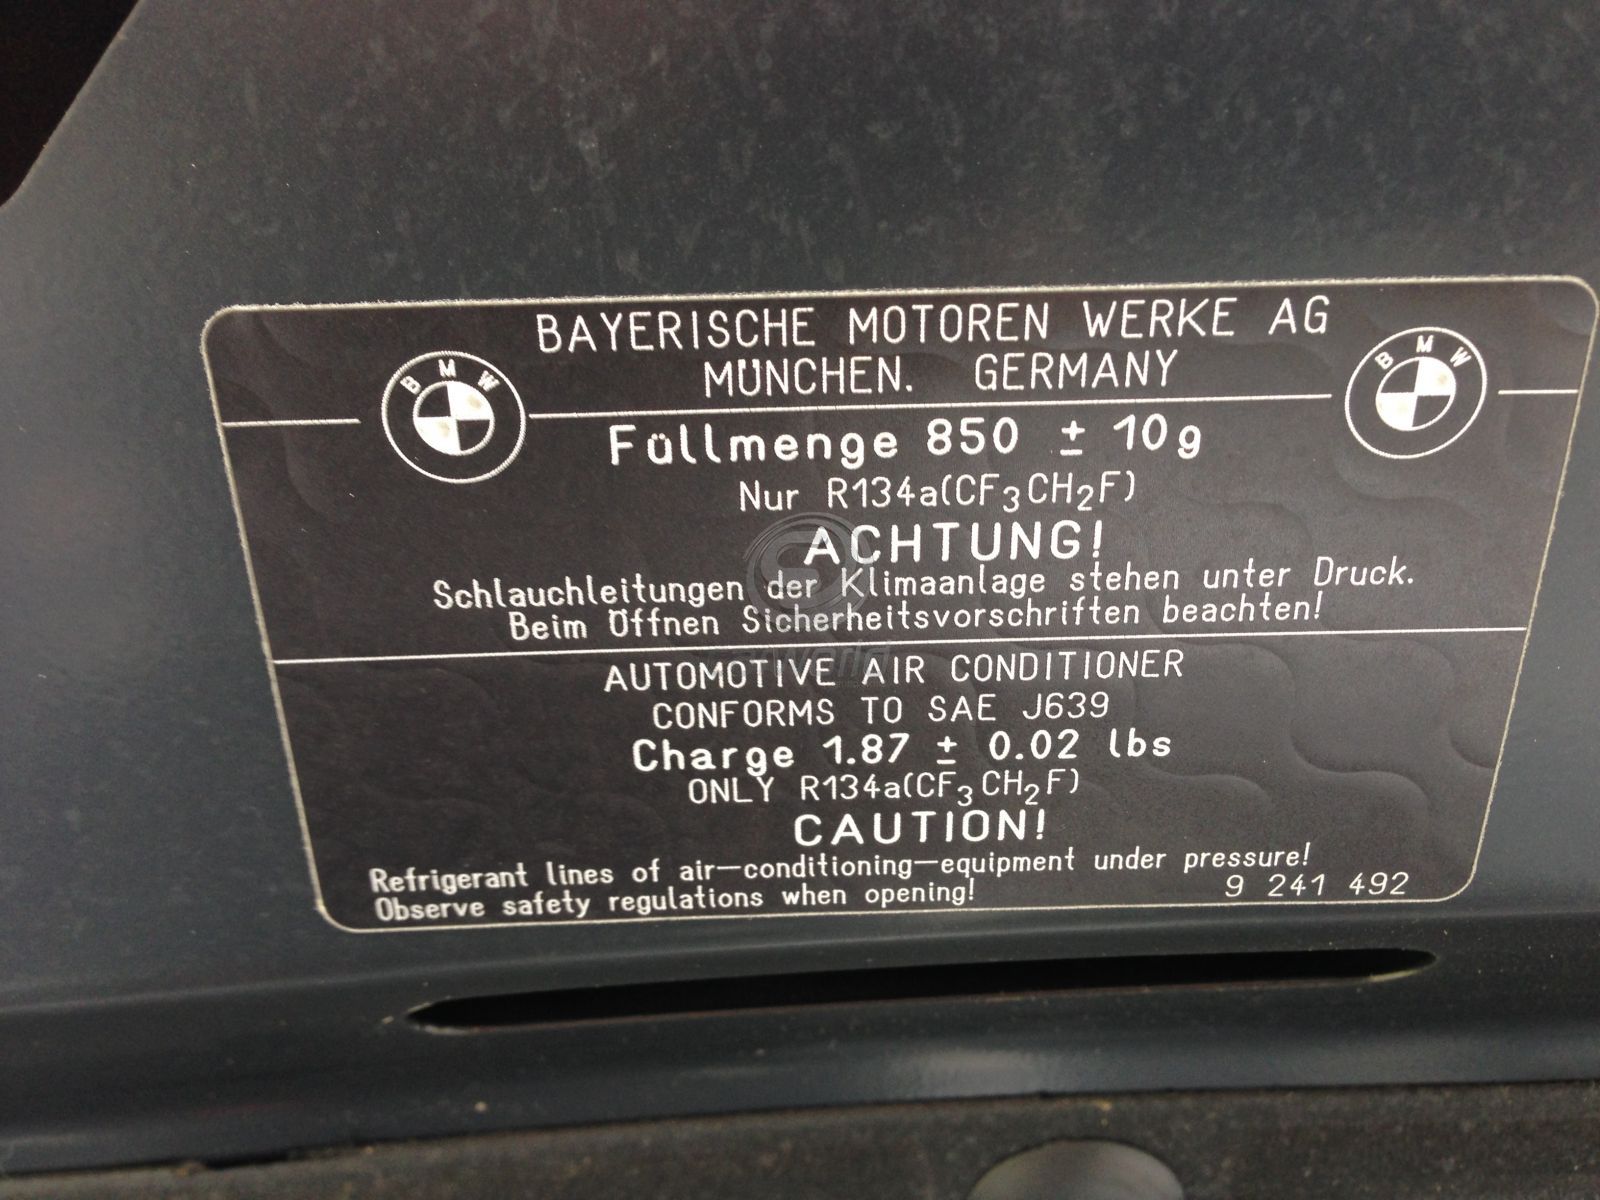 BAYERISCHE MOTOREN WERKE AG
MÜNCHEN. GERMANY
BMW
BMW
Füllmenge 850 ± 10g
Nur R134a(CF₃CH₂F)
ACHTUNG!
Schlauchleitungen der Klimaanlage stehen unter Druck.
Beim Öffnen Sicherheitsvorschriften beachten!
AUTOMOTIVE AIR CONDITIONER
CONFORMS TO SAE J639
Charge 1.87 ± 0.02 lbs
ONLY R134a(CF₃CH₂F)
CAUTION!
Refrigerant lines of air-conditioning-equipment under pressure!
Observe safety regulations when opening!
9 241 492